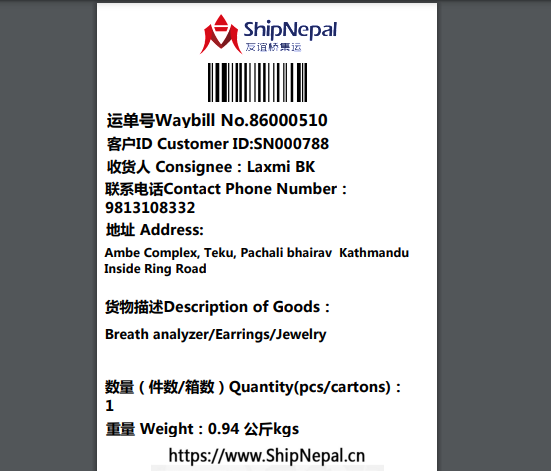 ShipNepal
友谊桥集运
运单号Waybill No.86000510
客户ID Customer ID:SN000788
收货人 Consignee：Laxmi BK
联系电话Contact Phone Number：
9813108332
地址 Address:
Ambe Complex, Teku, Pachali bhairav  Kathmandu
Inside Ring Road
货物描述Description of Goods：
Breath analyzer/Earrings/Jewelry
数量（件数/箱数）Quantity(pcs/cartons)：
1
重量 Weight：0.94 公斤kgs
https://www.ShipNepal.cn